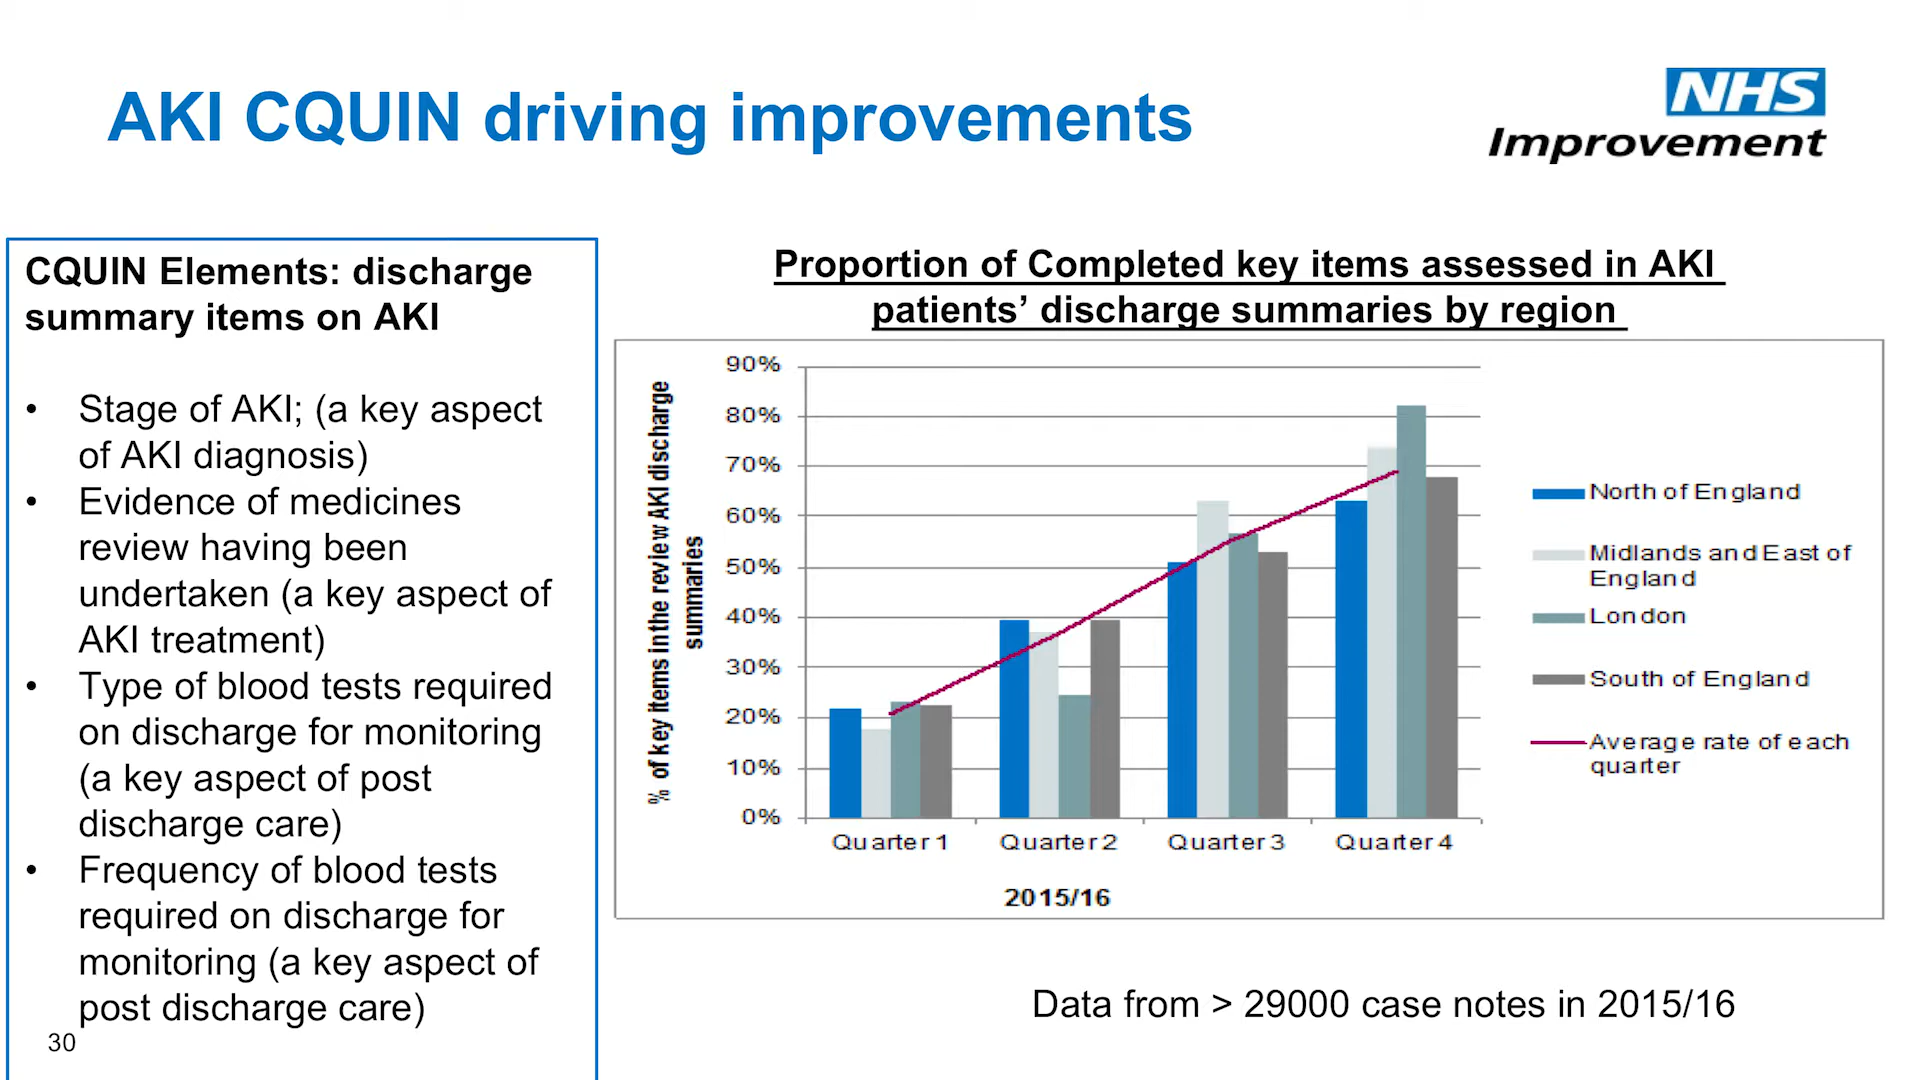 AKI CQUIN driving improvements
NHS
Improvement
CQUIN Elements: discharge
summary items on AKI
• Stage of AKI; (a key aspect
of AKI diagnosis)
• Evidence of medicines
review having been
undertaken (a key aspect of
AKI treatment)
• Type of blood tests required
on discharge for monitoring
(a key aspect of post
discharge care)
• Frequency of blood tests
required on discharge for
monitoring (a key aspect of
post discharge care)
30
Proportion of Completed key items assessed in AKI
patients’ discharge summaries by region
% of key items in the review AKI discharge
summaries
90%
80%
70%
60%
50%
40%
30%
20%
10%
0%
Quarter 1 Quarter 2 Quarter 3 Quarter 4
2015/16
North of England
Midlands and East of
England
London
South of England
Average rate of each
quarter
Data from > 29000 case notes in 2015/16